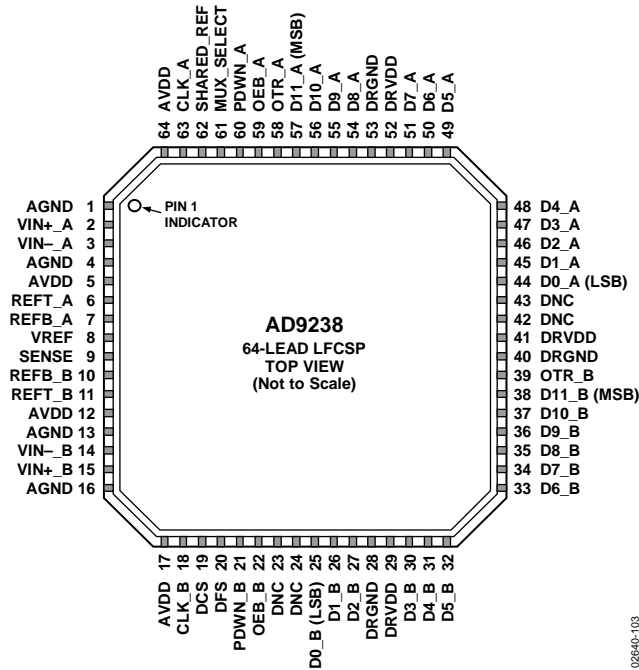 64 AVDD
63 CLK_A
62 SHARED_REF
61 MUX_SELECT
60 PDWN_A
59 OEB_A
58 OTR_A
57 D11_A (MSB)
56 D10_A
55 D9_A
54 D8_A
53 DRGND
52 DRVDD
51 D7_A
50 D6_A
49 D5_A
AGND 1
VIN+_A 2
VIN–_A 3
AGND 4
AVDD 5
REFT_A 6
REFB_A 7
VREF 8
SENSE 9
REFB_B 10
REFT_B 11
AVDD 12
AGND 13
VIN–_B 14
VIN+_B 15
AGND 16
PIN 1
INDICATOR
AD9238
64-LEAD LFCSP
TOP VIEW
(Not to Scale)
48 D4_A
47 D3_A
46 D2_A
45 D1_A
44 D0_A (LSB)
43 DNC
42 DNC
41 DRVDD
40 DRGND
39 OTR_B
38 D11_B (MSB)
37 D10_B
36 D9_B
35 D8_B
34 D7_B
33 D6_B
AVDD 17
CLK_B 18
DCS 19
DFS 20
PDWN_B 21
OEB_B 22
DNC 23
DNC 24
D0_B (LSB) 25
D1_B 26
D2_B 27
DRGND 28
DRVDD 29
D3_B 30
D4_B 31
D5_B 32
02640-103